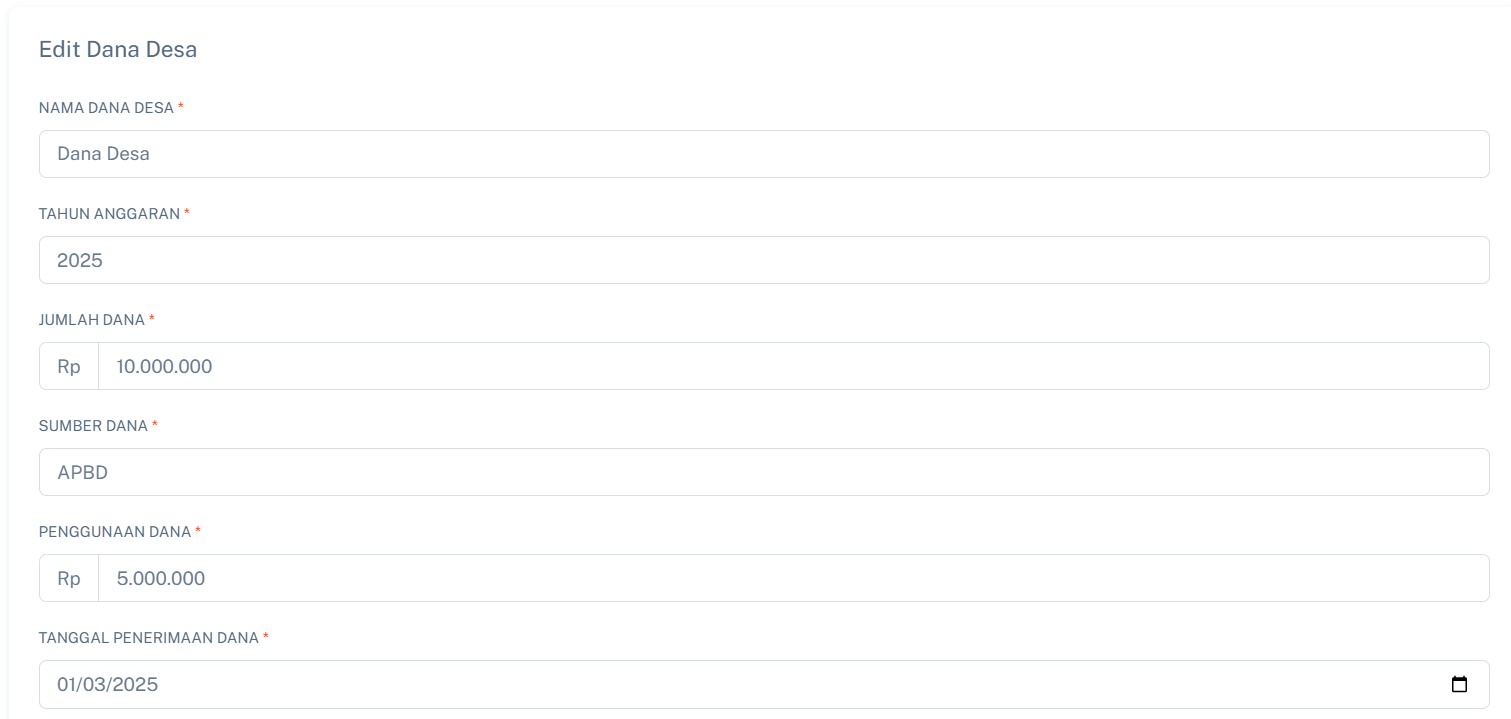 Edit Dana Desa
NAMA DANA DESA *
Dana Desa
TAHUN ANGGARAN *
2025
JUMLAH DANA *
Rp 10.000.000
SUMBER DANA *
APBD
PENGGUNAAN DANA *
Rp 5.000.000
TANGGAL PENERIMAAN DANA *
01/03/2025